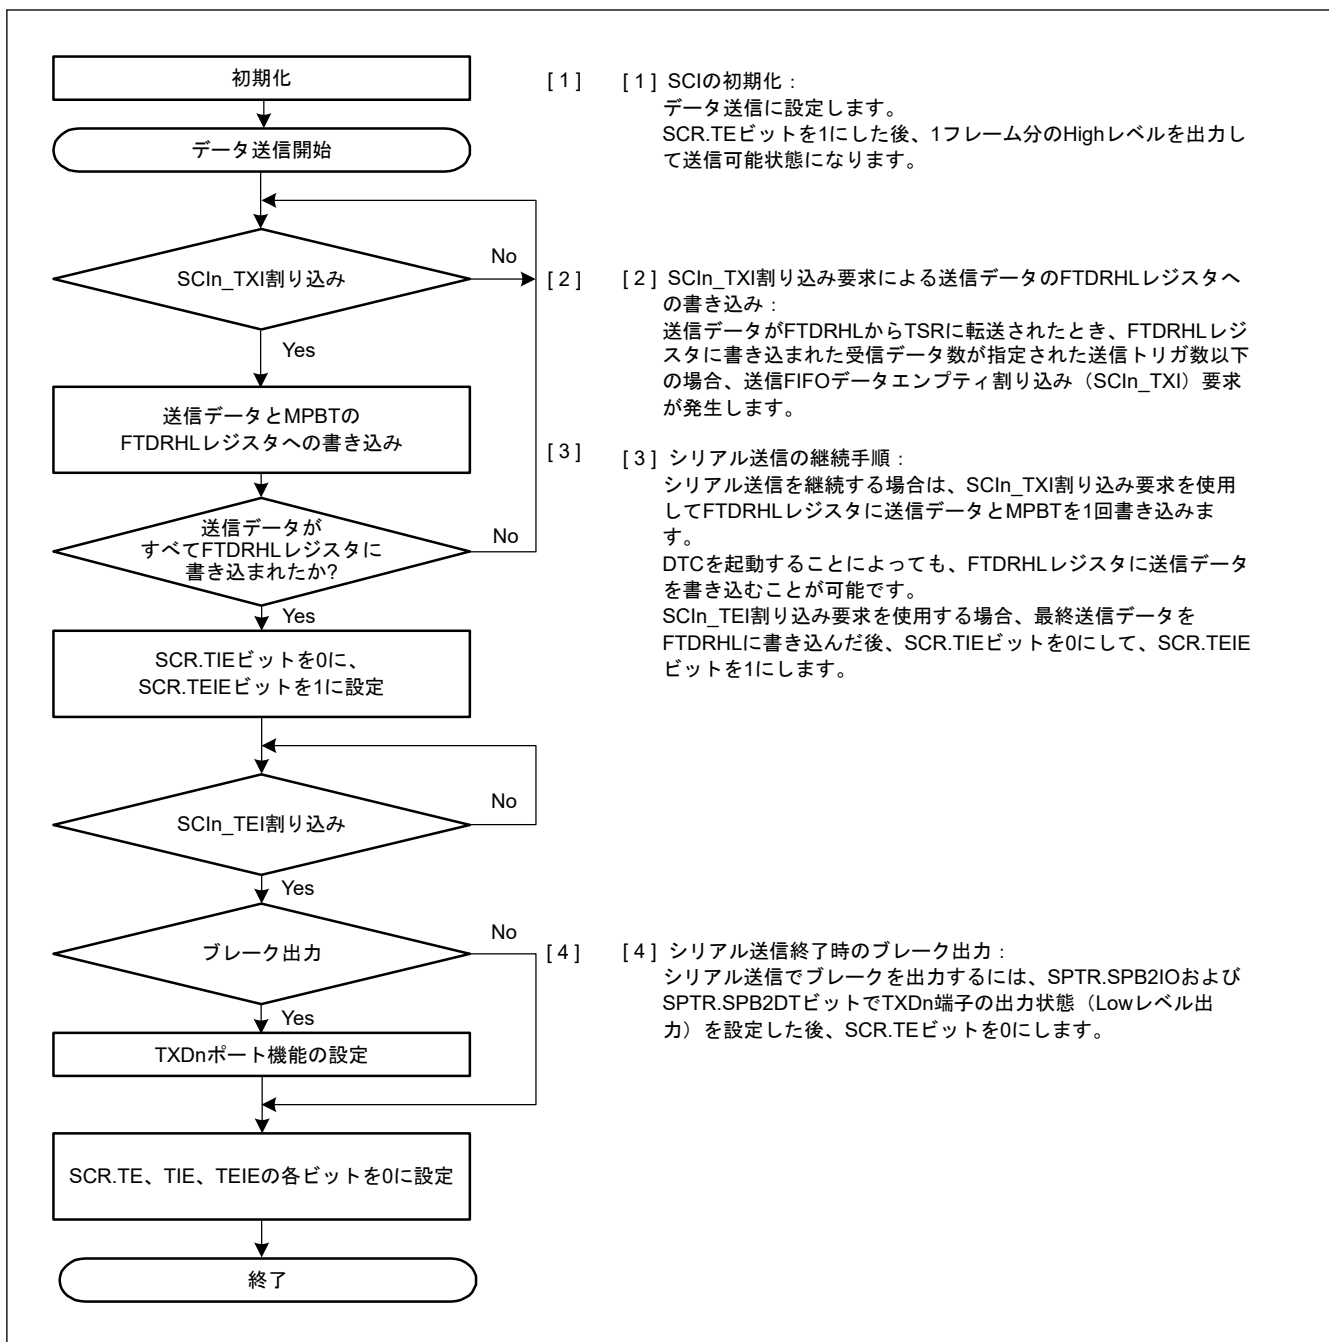 初期化
[ 1 ]
[ 1 ] SCIの初期化：
データ送信に設定します。
SCR.TEビットを1にした後、1フレーム分のHighレベルを出力し
て送信可能状態になります。
データ送信開始
SCIn_TXI割り込み
No
Yes
[ 2 ]
[ 2 ] SCIn_TXI割り込み要求による送信データのFTDRHLレジスタへ
の書き込み：
送信データがFTDRHLからTSRに転送されたとき、FTDRHLレジ
スタに書き込まれた受信データ数が指定された送信トリガ数以下
の場合、送信FIFOデータエンプティ割り込み（SCIn_TXI）要求
が発生します。
送信データとMPBTの
FTDRHLレジスタへの書き込み
[ 3 ]
[ 3 ] シリアル送信の継続手順：
シリアル送信を継続する場合は、SCIn_TXI割り込み要求を使用
してFTDRHLレジスタに送信データとMPBTを1回書き込みま
す。
DTCを起動することによっても、FTDRHLレジスタに送信データ
を書き込むことが可能です。
SCIn_TEI割り込み要求を使用する場合、最終送信データを
FTDRHLに書き込んだ後、SCR.TIEビットを0にして、SCR.TEIE
ビットを1にします。
送信データが
すべてFTDRHLレジスタに
書き込まれたか?
No
Yes
SCR.TIEビットを0に、
SCR.TEIEビットを1に設定
SCIn_TEI割り込み
No
Yes
ブレーク出力
No
Yes
[ 4 ]
[ 4 ] シリアル送信終了時のブレーク出力：
シリアル送信でブレークを出力するには、SPTR.SPB2IOおよび
SPTR.SPB2DTビットでTXDn端子の出力状態（Lowレベル出
力）を設定した後、SCR.TEビットを0にします。
TXDnポート機能の設定
SCR.TE、TIE、TEIEの各ビットを0に設定
終了